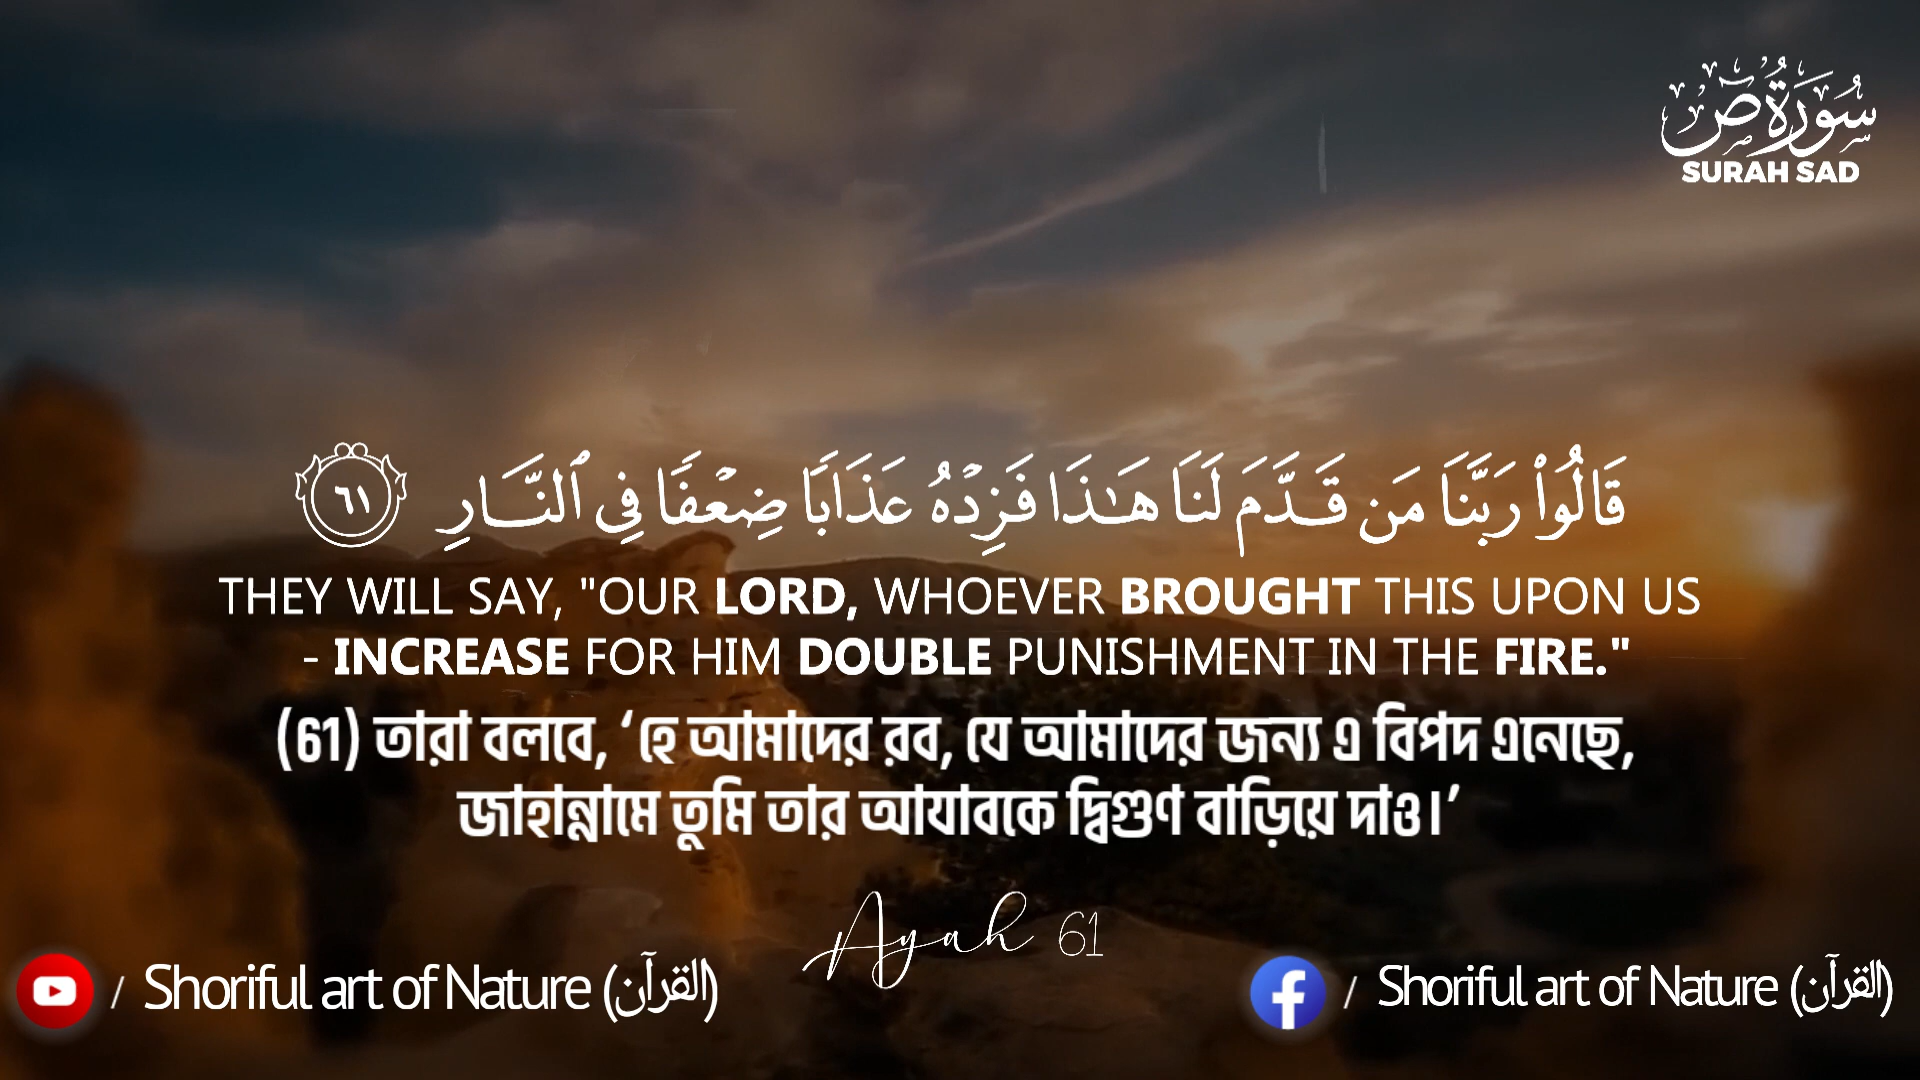 سُورَةُ صٓ
SURAH SAD
قَالُوا۟ رَبَّنَا مَن قَدَّمَ لَنَا هَـٰذَا فَزِدْهُ عَذَابًا ضِعْفًا فِى ٱلنَّارِ ٦١
THEY WILL SAY, "OUR LORD, WHOEVER BROUGHT THIS UPON US
- INCREASE FOR HIM DOUBLE PUNISHMENT IN THE FIRE."
(61) তারা বলবে, ‘হে আমাদের রব, যে আমাদের জন্য এ বিপদ এনেছে,
জাহান্নামে তুমি তার আযাবকে দ্বিগুণ বাড়িয়ে দাও।’
Ayah 61
/ Shoriful art of Nature (القرآن)
/ Shoriful art of Nature (القرآن)